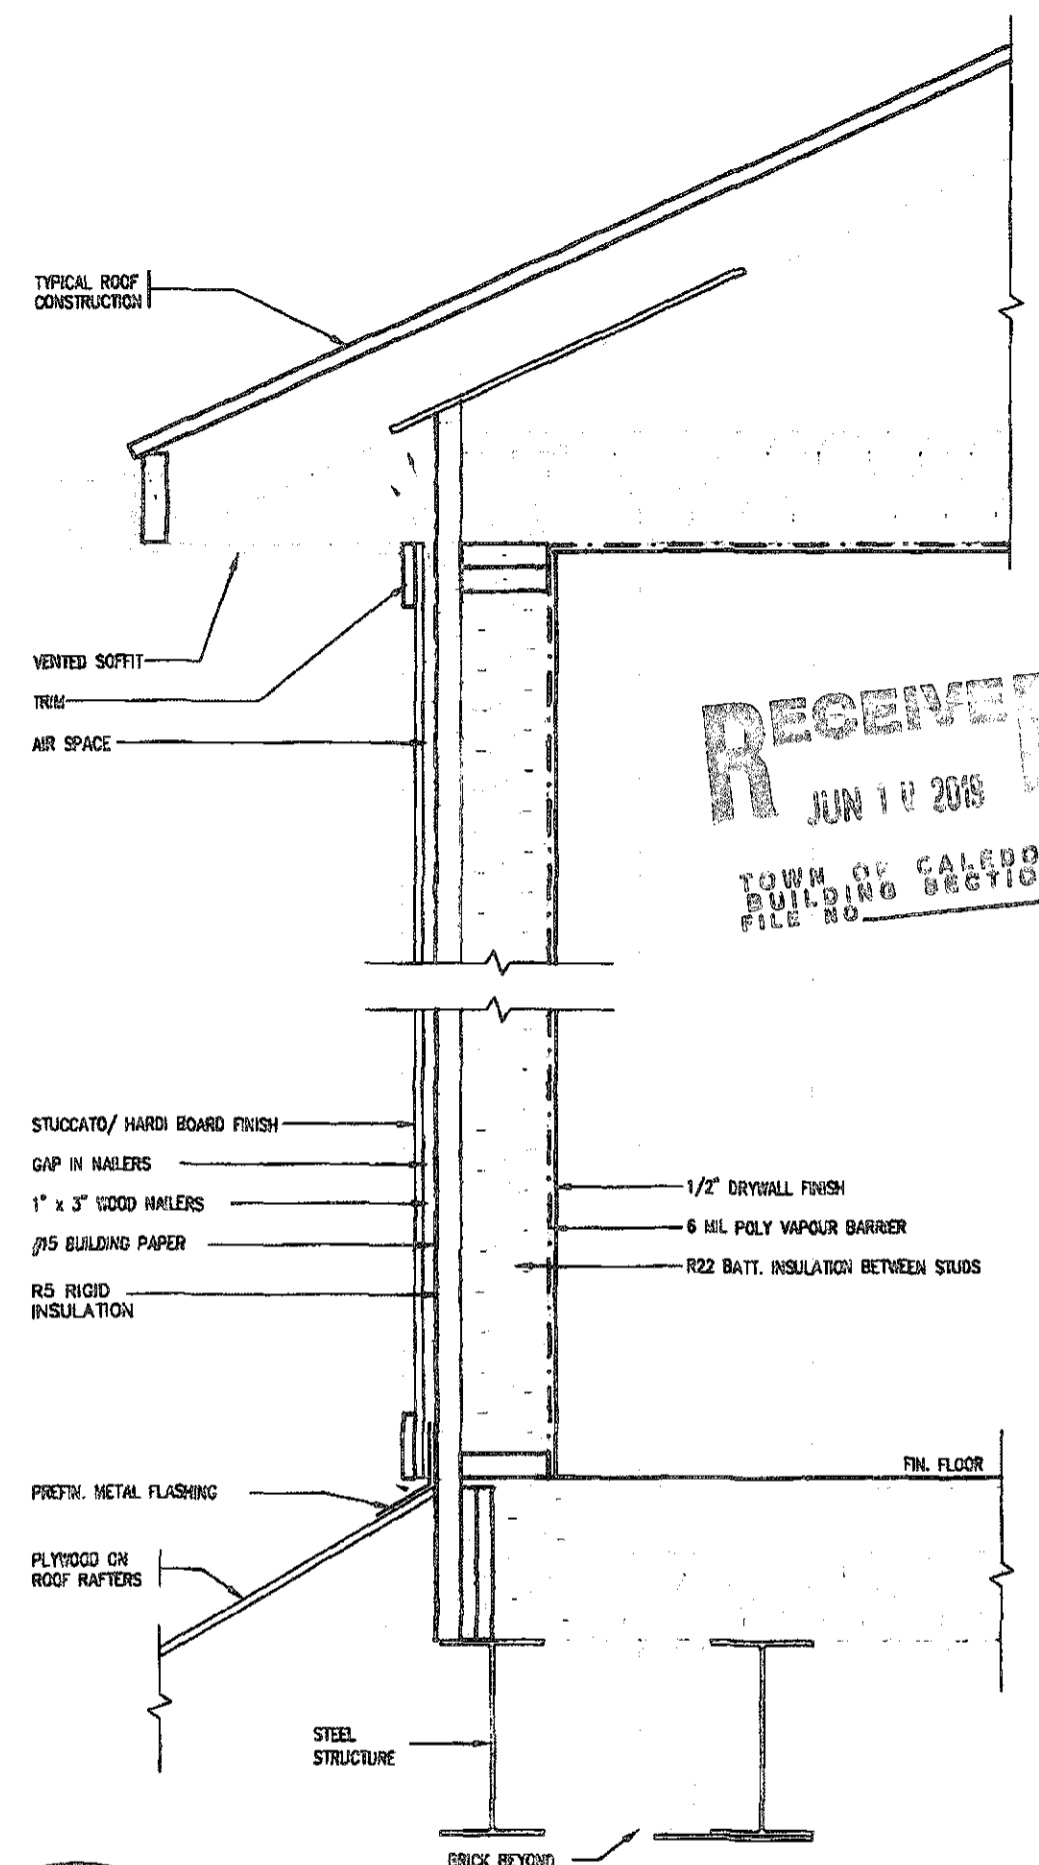 TYPICAL ROOF
CONSTRUCTION
VENTED SOFFIT
TRIM
AIR SPACE
RECEIVE
JUN 1 2019
TOWN OF CALEDO
BUILDING SECTIO
FILE NO
STUCCATO/ HARDI BOARD FINISH
GAP IN NAILERS
1" x 3" WOOD NAILERS
#15 BUILDING PAPER
R5 RIGID
INSULATION
1/2" DRYWALL FINISH
6 MIL POLY VAPOUR BARRIER
R22 BATT. INSULATION BETWEEN STUDS
FIN. FLOOR
PREFIN. METAL FLASHING
PLYWOOD ON
ROOF RAFTERS
STEEL
STRUCTURE
BRICK BEYOND